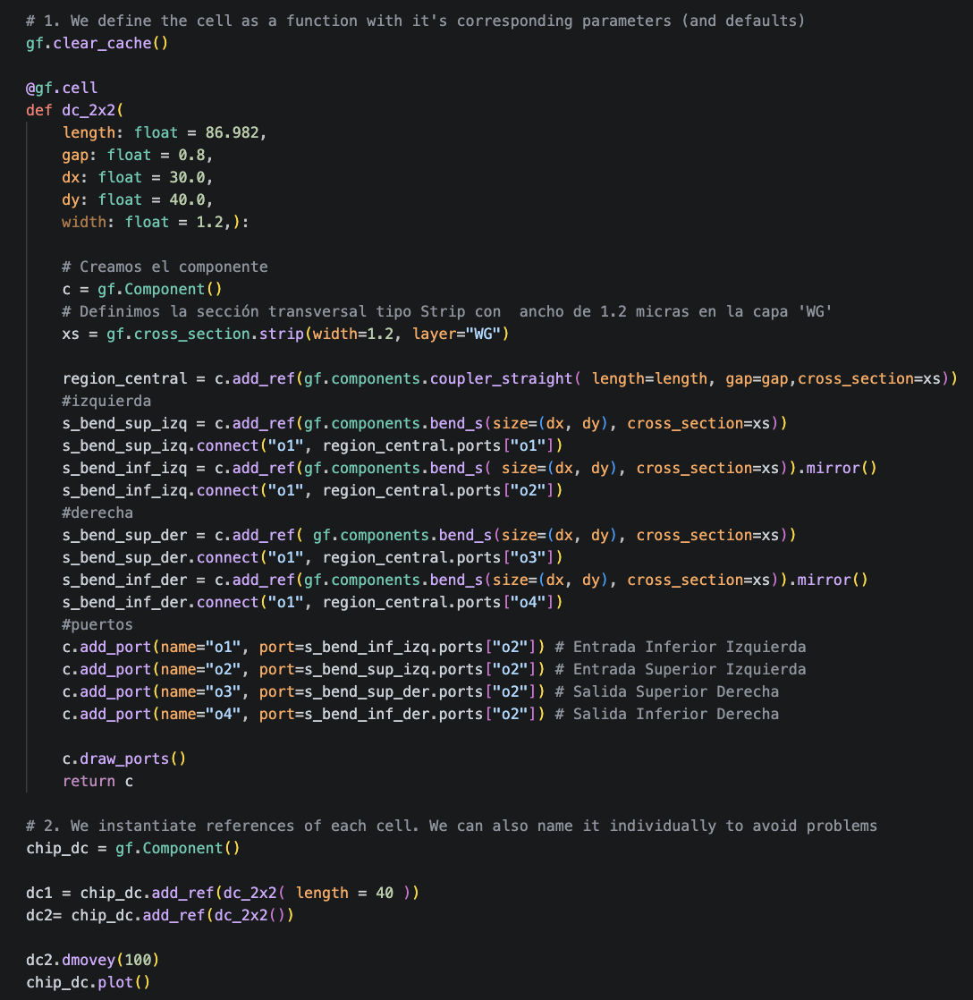 # 1. We define the cell as a function with it's corresponding parameters (and defaults)
gf.clear_cache()

@gf.cell
def dc_2x2(
    length: float = 86.982,
    gap: float = 0.8,
    dx: float = 30.0,
    dy: float = 40.0,
    width: float = 1.2,):

    # Creamos el componente
    c = gf.Component()
    # Definimos la sección transversal tipo Strip con  ancho de 1.2 micras en la capa 'WG'
    xs = gf.cross_section.strip(width=1.2, layer="WG")

    region_central = c.add_ref(gf.components.coupler_straight( length=length, gap=gap,cross_section=xs))
    #izquierda
    s_bend_sup_izq = c.add_ref(gf.components.bend_s(size=(dx, dy), cross_section=xs))
    s_bend_sup_izq.connect("o1", region_central.ports["o1"])
    s_bend_inf_izq = c.add_ref(gf.components.bend_s( size=(dx, dy), cross_section=xs)).mirror()
    s_bend_inf_izq.connect("o1", region_central.ports["o2"])
    #derecha
    s_bend_sup_der = c.add_ref( gf.components.bend_s(size=(dx, dy), cross_section=xs))
    s_bend_sup_der.connect("o1", region_central.ports["o3"])
    s_bend_inf_der = c.add_ref(gf.components.bend_s(size=(dx, dy), cross_section=xs)).mirror()
    s_bend_inf_der.connect("o1", region_central.ports["o4"])
    #puertos
    c.add_port(name="o1", port=s_bend_inf_izq.ports["o2"]) # Entrada Inferior Izquierda
    c.add_port(name="o2", port=s_bend_sup_izq.ports["o2"]) # Entrada Superior Izquierda
    c.add_port(name="o3", port=s_bend_sup_der.ports["o2"]) # Salida Superior Derecha
    c.add_port(name="o4", port=s_bend_inf_der.ports["o2"]) # Salida Inferior Derecha

    c.draw_ports()
    return c

# 2. We instantiate references of each cell. We can also name it individually to avoid problems
chip_dc = gf.Component()

dc1 = chip_dc.add_ref(dc_2x2( length = 40 ))
dc2= chip_dc.add_ref(dc_2x2())

dc2.dmovey(100)
chip_dc.plot()